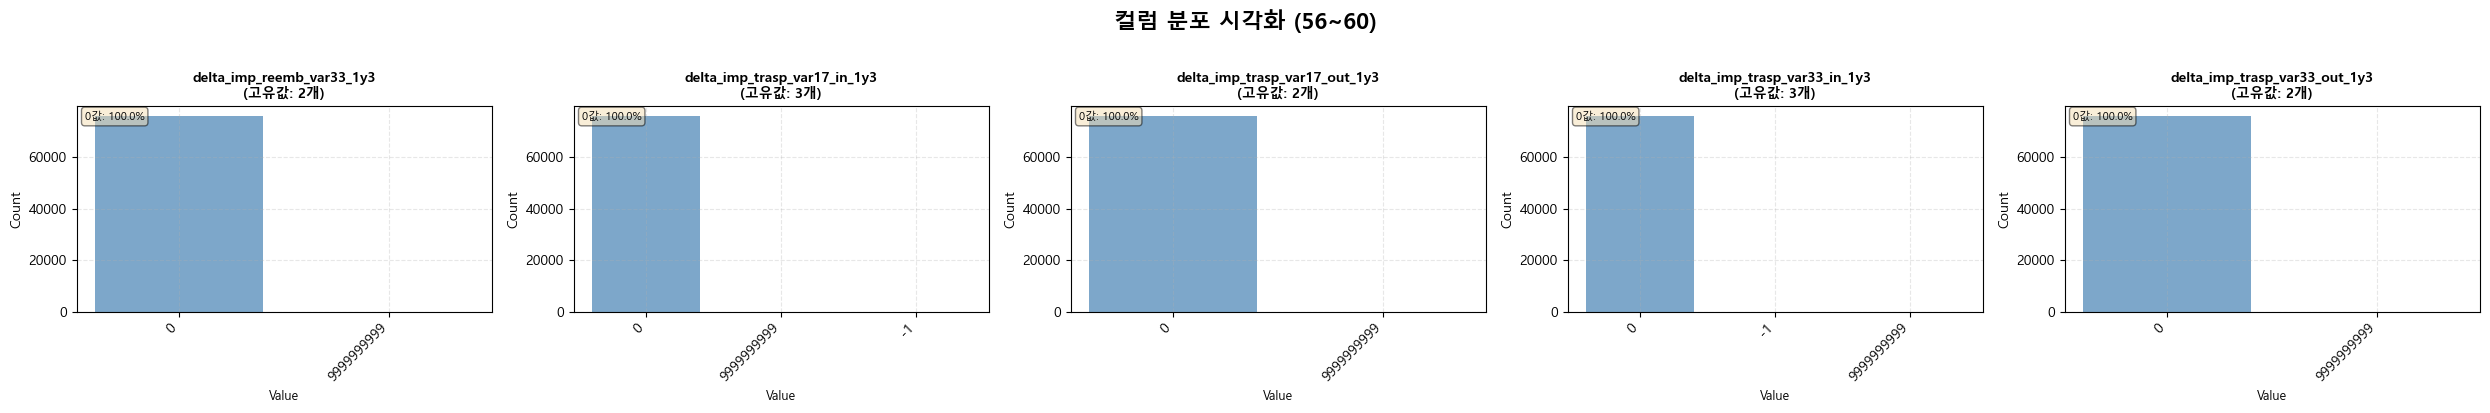 컬럼 분포 시각화 (56~60)
delta_imp_reemb_var33_1y3
(고유값: 2개)
0값: 100.0%
60000
40000
20000
0
Count
0
9999999999
Value
delta_imp_trasp_var17_in_1y3
(고유값: 3개)
0값: 100.0%
60000
40000
20000
0
Count
0
9999999999
-1
Value
delta_imp_trasp_var17_out_1y3
(고유값: 2개)
0값: 100.0%
60000
40000
20000
0
Count
0
9999999999
Value
delta_imp_trasp_var33_in_1y3
(고유값: 3개)
0값: 100.0%
60000
40000
20000
0
Count
0
-1
9999999999
Value
delta_imp_trasp_var33_out_1y3
(고유값: 2개)
0값: 100.0%
60000
40000
20000
0
Count
0
9999999999
Value